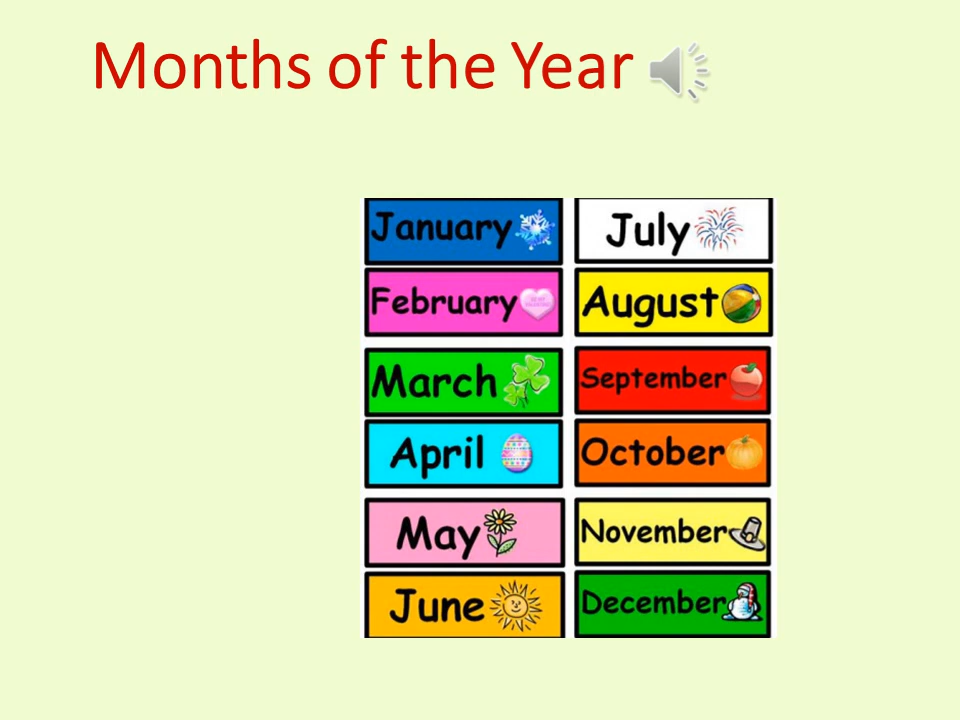 Months of the Year
January
February
March
April
May
June
July
August
September
October
November
December